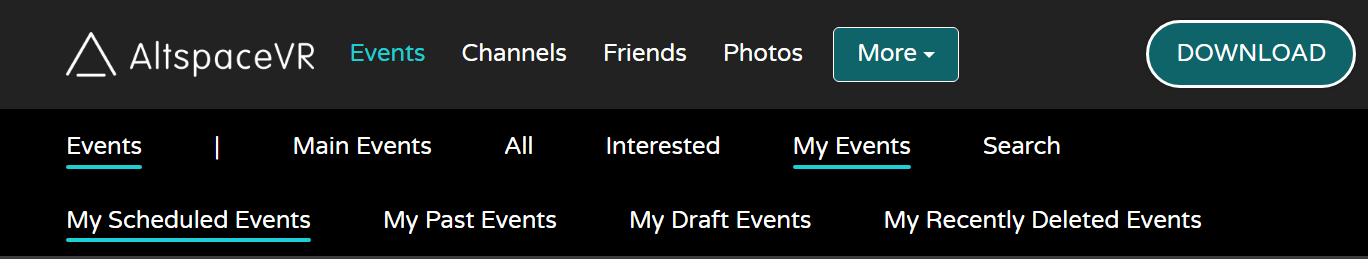 AltspaceVR Events Channels Friends Photos More DOWNLOAD
Events | Main Events All Interested My Events Search
My Scheduled Events My Past Events My Draft Events My Recently Deleted Events